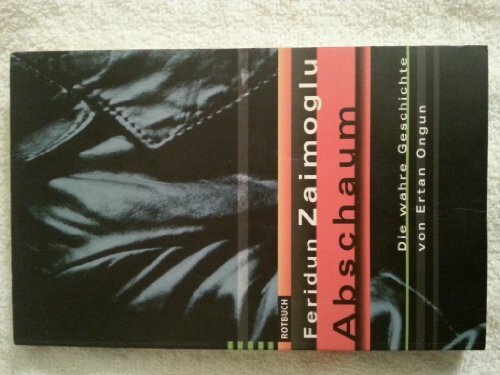 Feridun Zaimoglu
Abschaum
Die wahre Geschichte
von Ertan Ongun
ROTBUCH